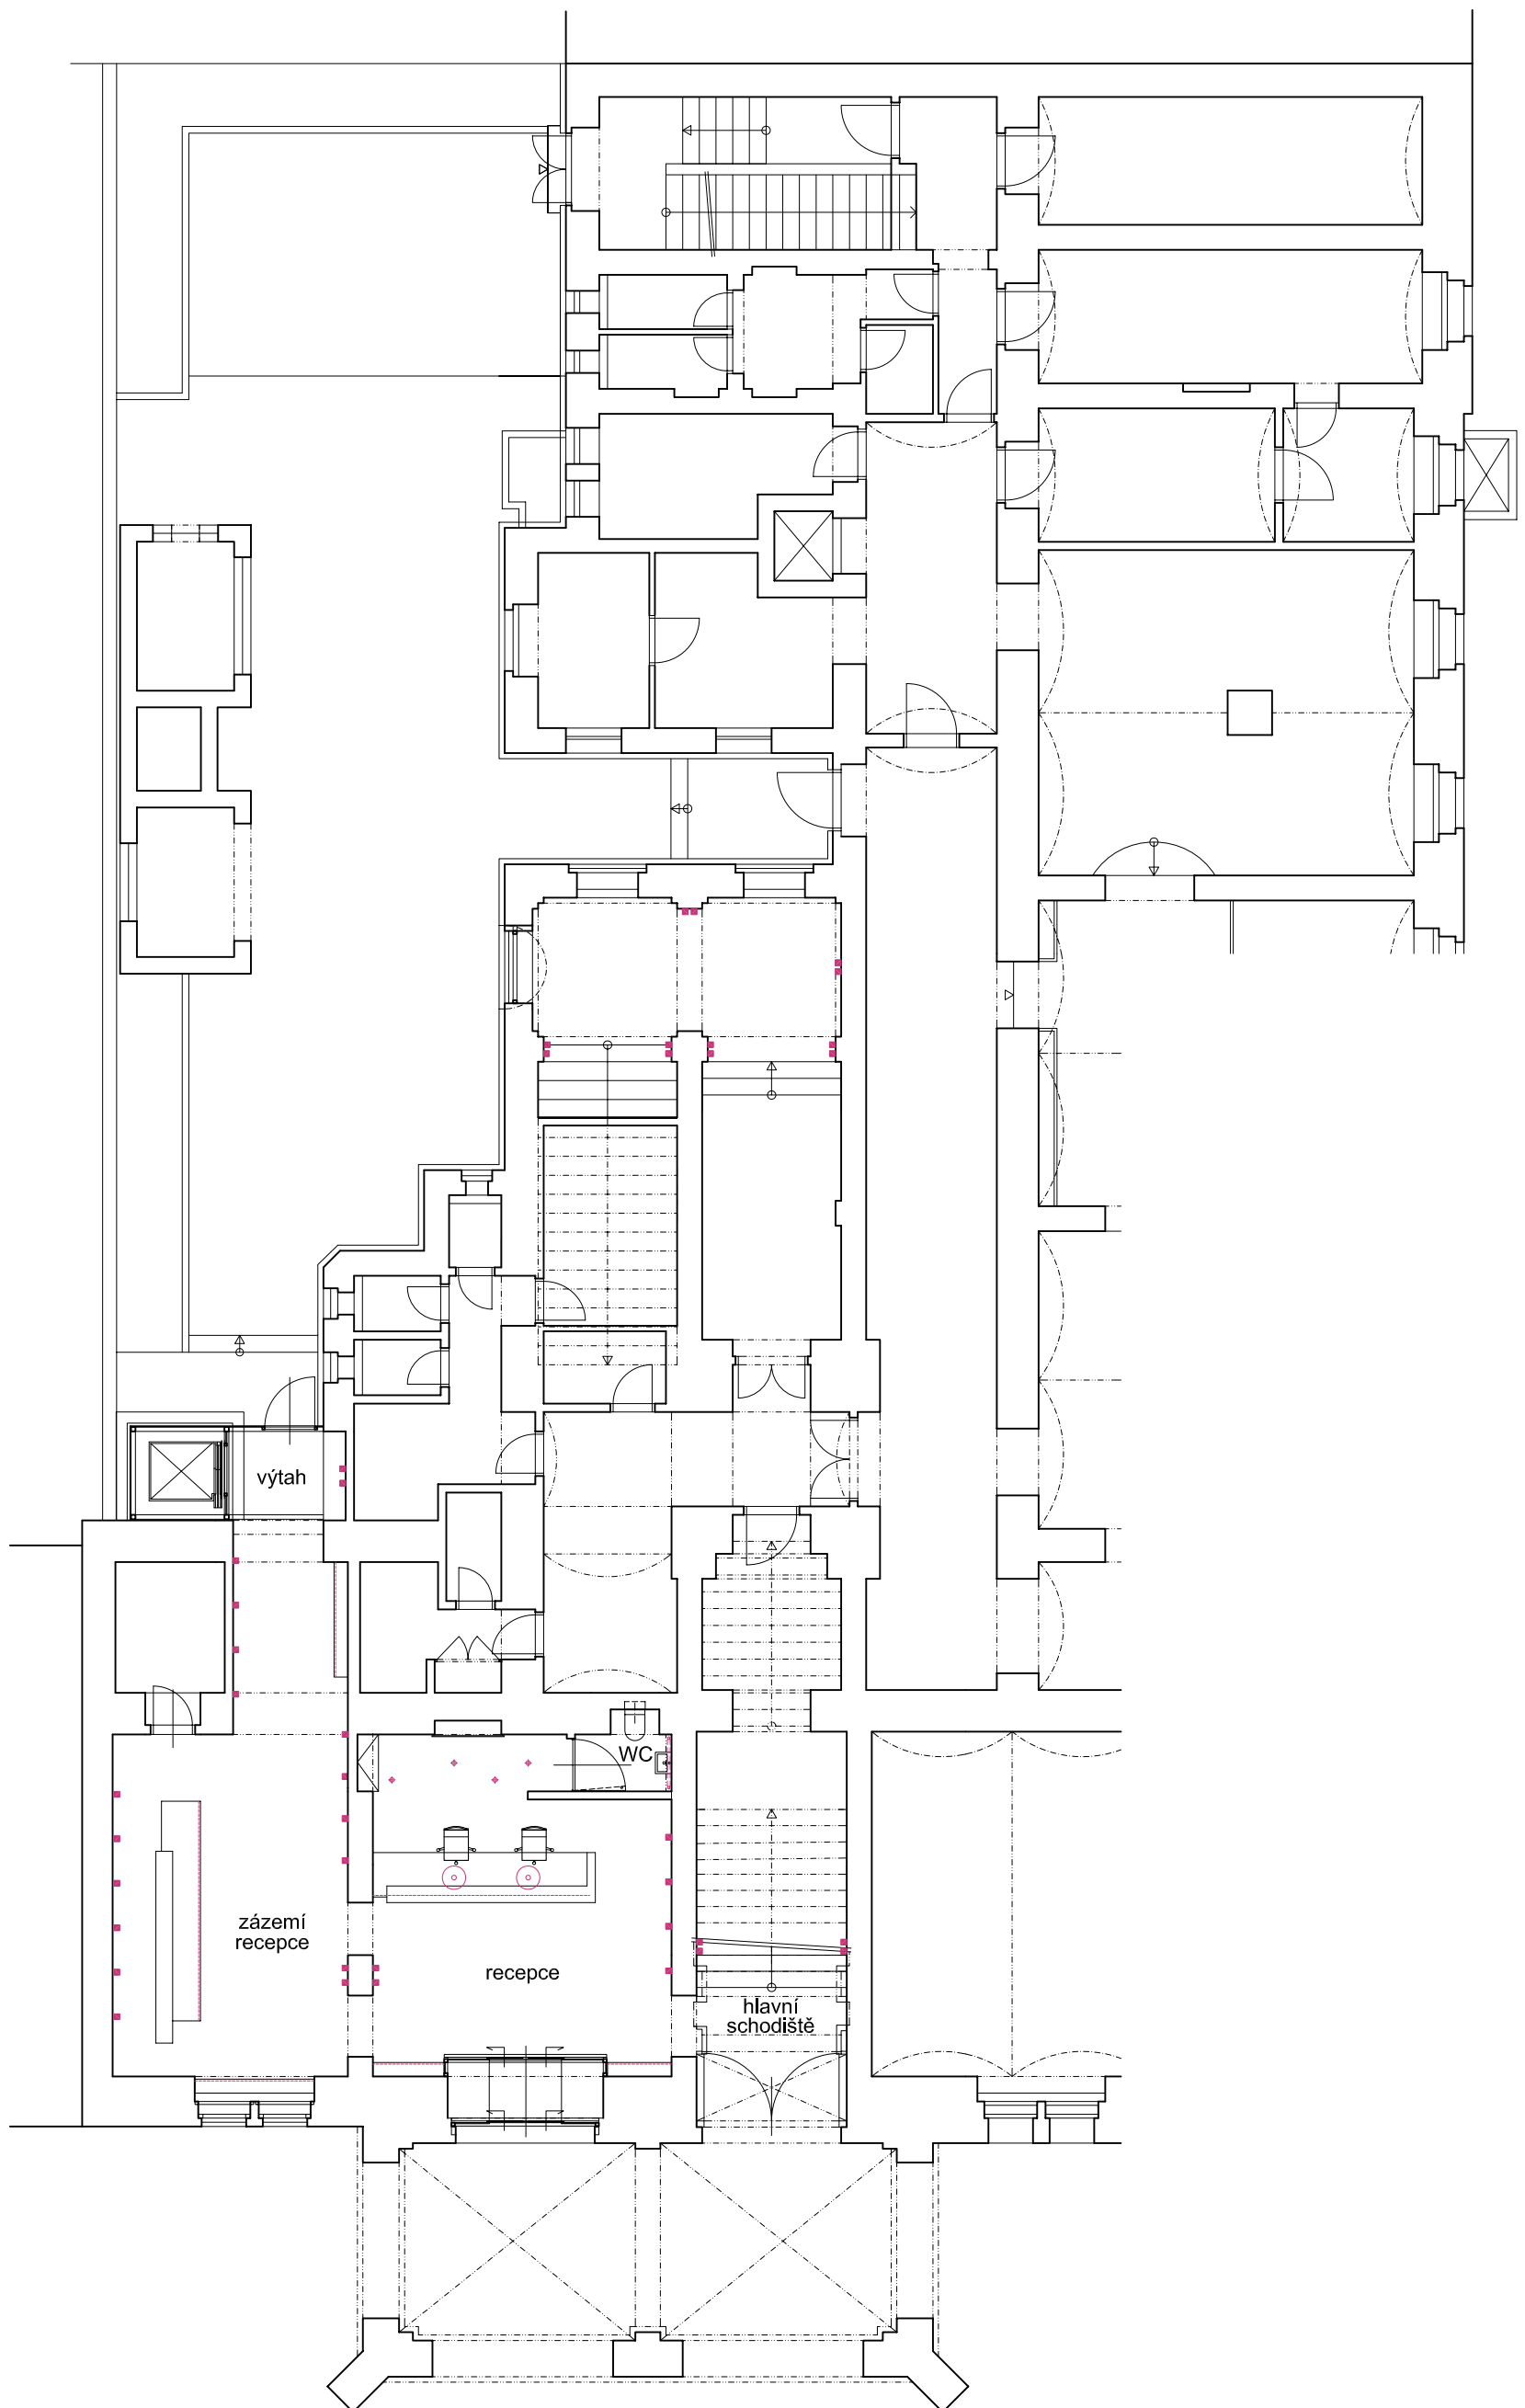 výtah
WC
zázemí
recepce
recepce
hlavní
schodiště